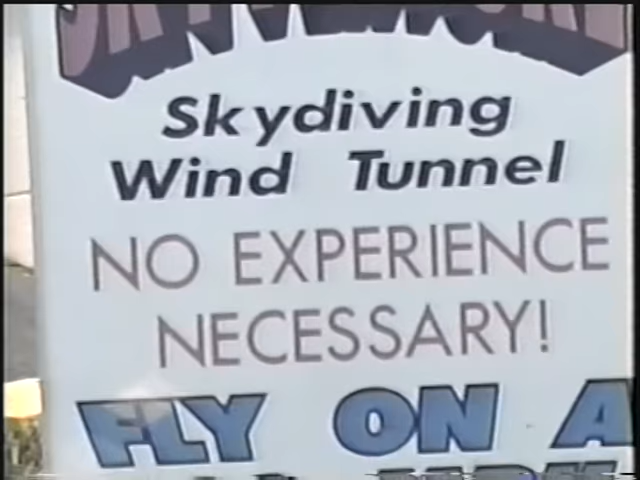 Skydiving
Wind Tunnel
NO EXPERIENCE
NECESSARY!
FLY ON A